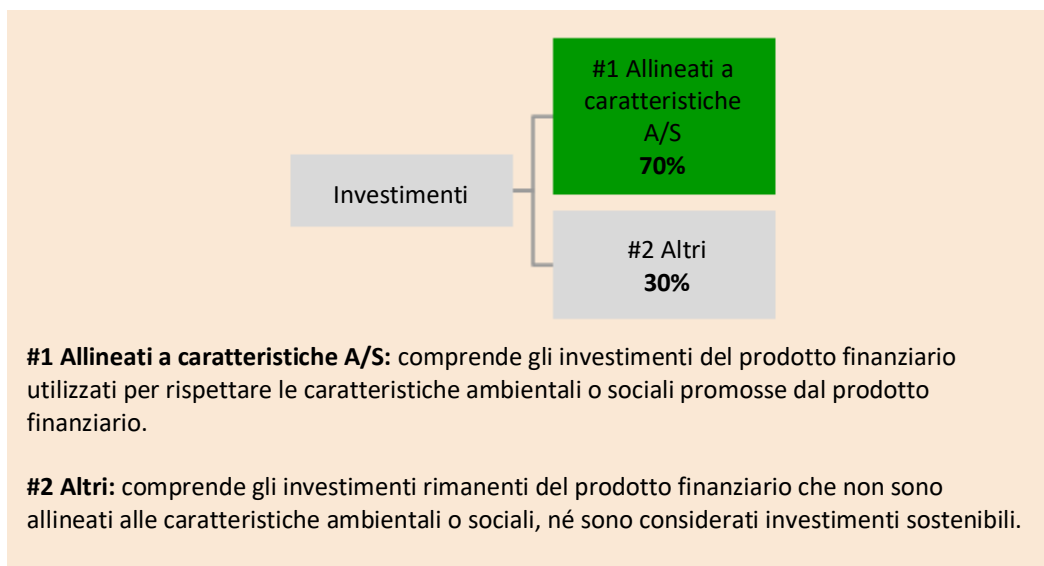 #1 Allineati a
caratteristiche
A/S
70%
Investimenti
#2 Altri
30%
#1 Allineati a caratteristiche A/S: comprende gli investimenti del prodotto finanziario
utilizzati per rispettare le caratteristiche ambientali o sociali promosse dal prodotto
finanziario.
#2 Altri: comprende gli investimenti rimanenti del prodotto finanziario che non sono
allineati alle caratteristiche ambientali o sociali, né sono considerati investimenti sostenibili.